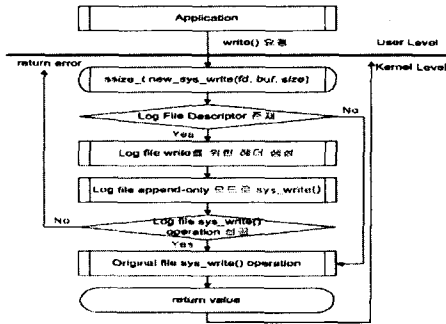 Application
write() 요청
User Level
return error
Kernel Level
ssize_t new_sys_write(fd, buf, size)
Log File Descriptor 존재
No
Yes
Log file write를 위한 헤더 생성
Log file append-only 모드로 sys_write()
No
Log file sys_write()
operation 성공
Yes
Original file sys_write() operation
return value